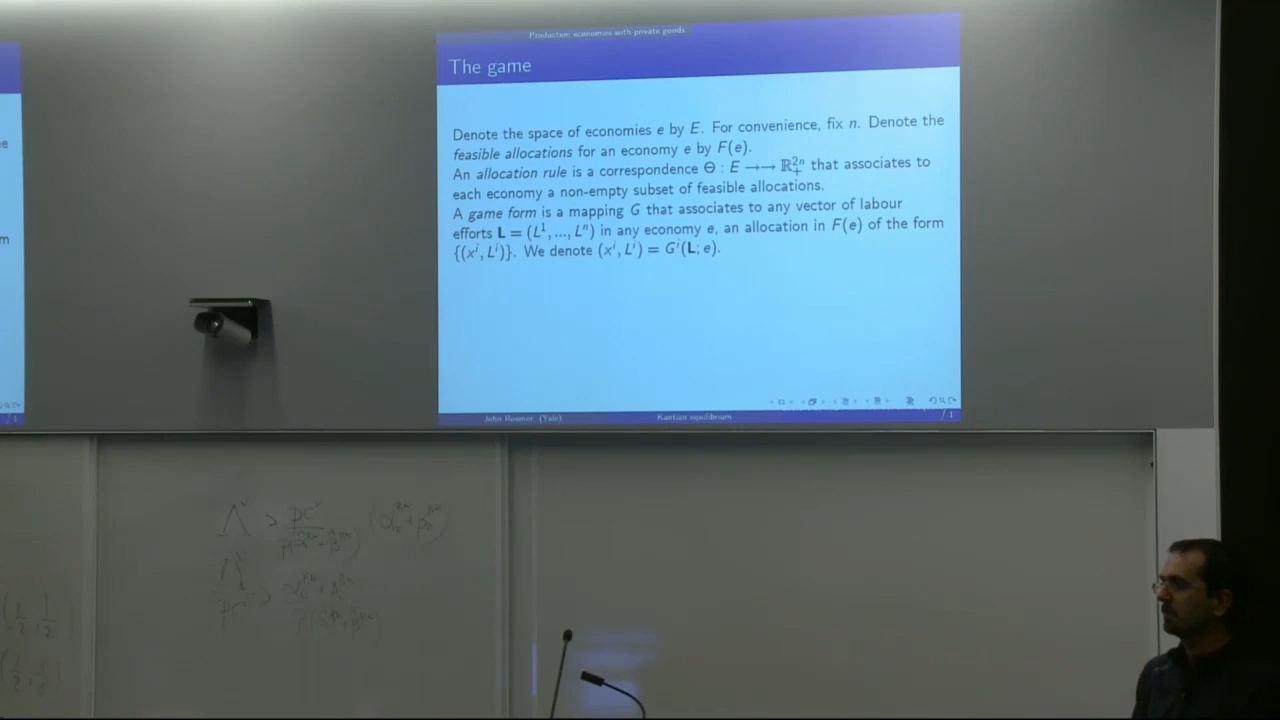 Production economies with private goods
The game
Denote the space of economies e by E. For convenience, fix n. Denote the
feasible allocations for an economy e by F(e).
An allocation rule is a correspondence Θ : E →→ ℝ₊²ⁿ that associates to
each economy a non-empty subset of feasible allocations.
A game form is a mapping G that associates to any vector of labour
efforts L = (L¹, ..., Lⁿ) in any economy e, an allocation in F(e) of the form
{(xⁱ, Lⁱ)}. We denote (xⁱ, Lⁱ) = Gⁱ(L; e).
John Roemer (Yale)
Kantian equilibrium
/ 1